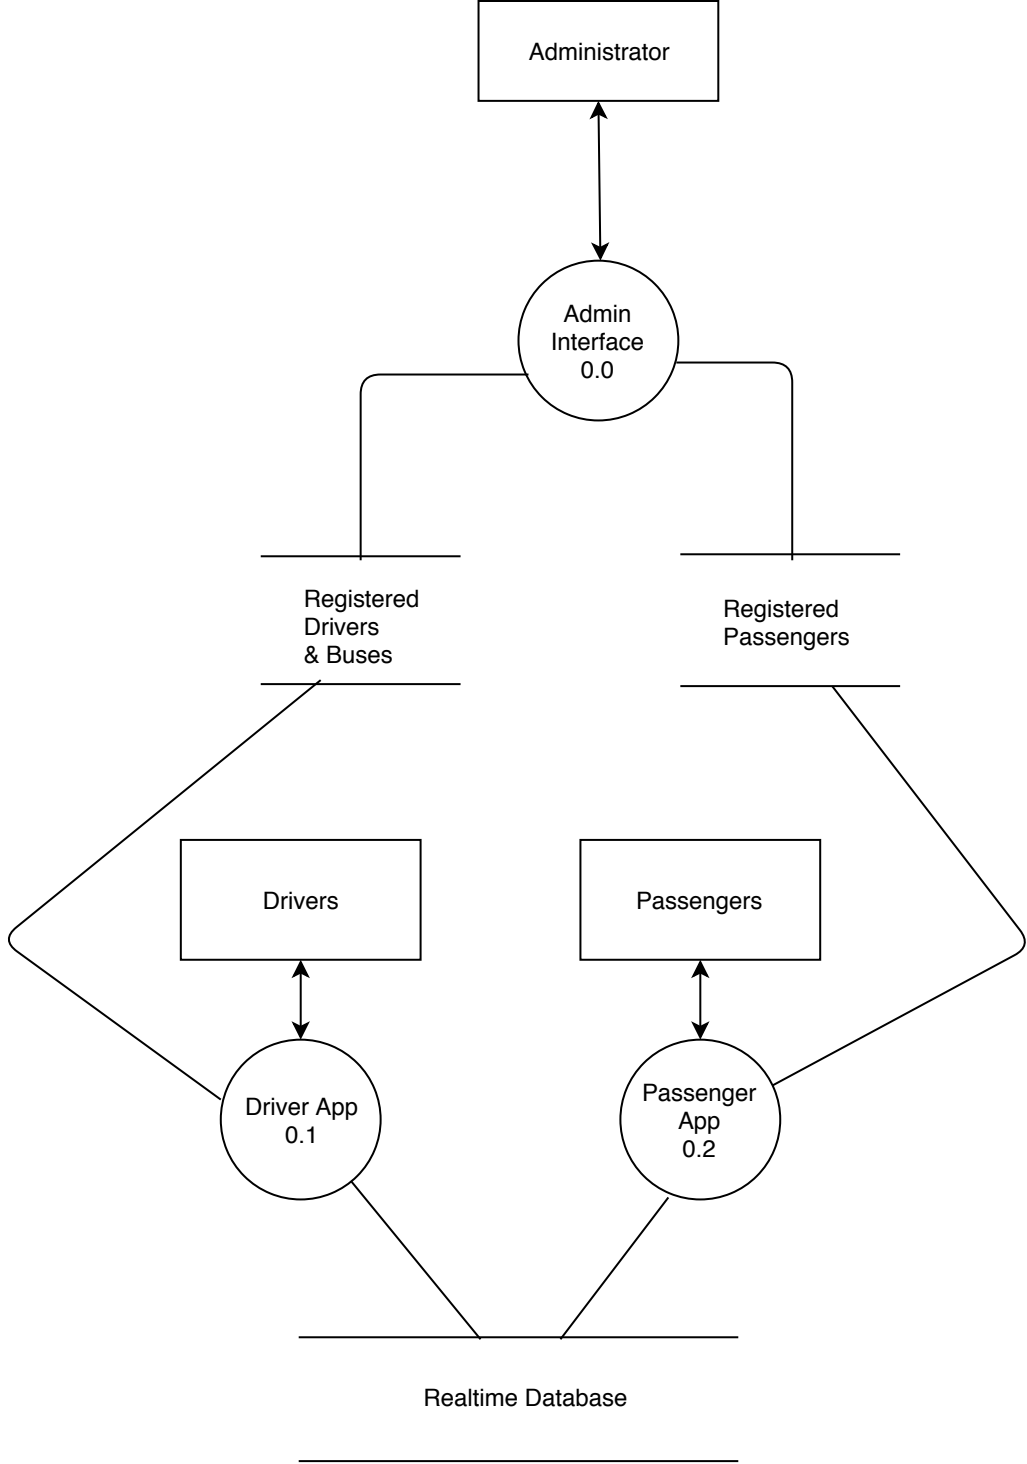 Administrator
Admin
Interface
0.0
Registered
Drivers
& Buses
Registered
Passengers
Drivers
Passengers
Driver App
0.1
Passenger
App
0.2
Realtime Database